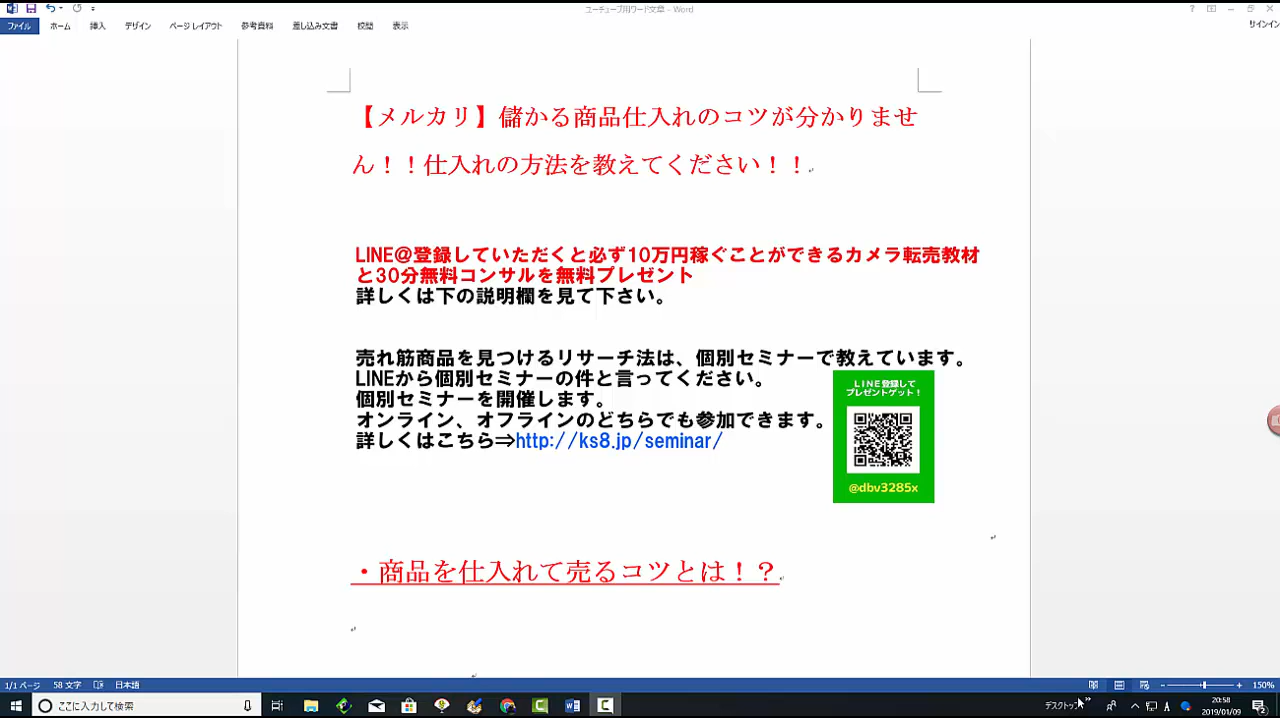 ユーチューブ用ワード文章 - Word
ファイル ホーム 挿入 デザイン ページ レイアウト 参考資料 差し込み文書 校閲 表示
サインイン
【メルカリ】儲かる商品仕入れのコツが分かりませ
ん！！仕入れの方法を教えてください！！
LINE@登録していただくと必ず10万円稼ぐことができるカメラ転売教材
と30分無料コンサルを無料プレゼント
詳しくは下の説明欄を見て下さい。
売れ筋商品を見つけるリサーチ法は、個別セミナーで教えています。
LINEから個別セミナーの件と言ってください。
個別セミナーを開催します。
オンライン、オフラインのどちらでも参加できます。
詳しくはこちら⇒http://ks8.jp/seminar/
LINE登録して
プレゼントゲット！
@dbv3285x
・商品を仕入れて売るコツとは！？
1/1 ページ 58 文字 日本語 150%
ここに入力して検索
デスクトップ
20:58
2019/01/09